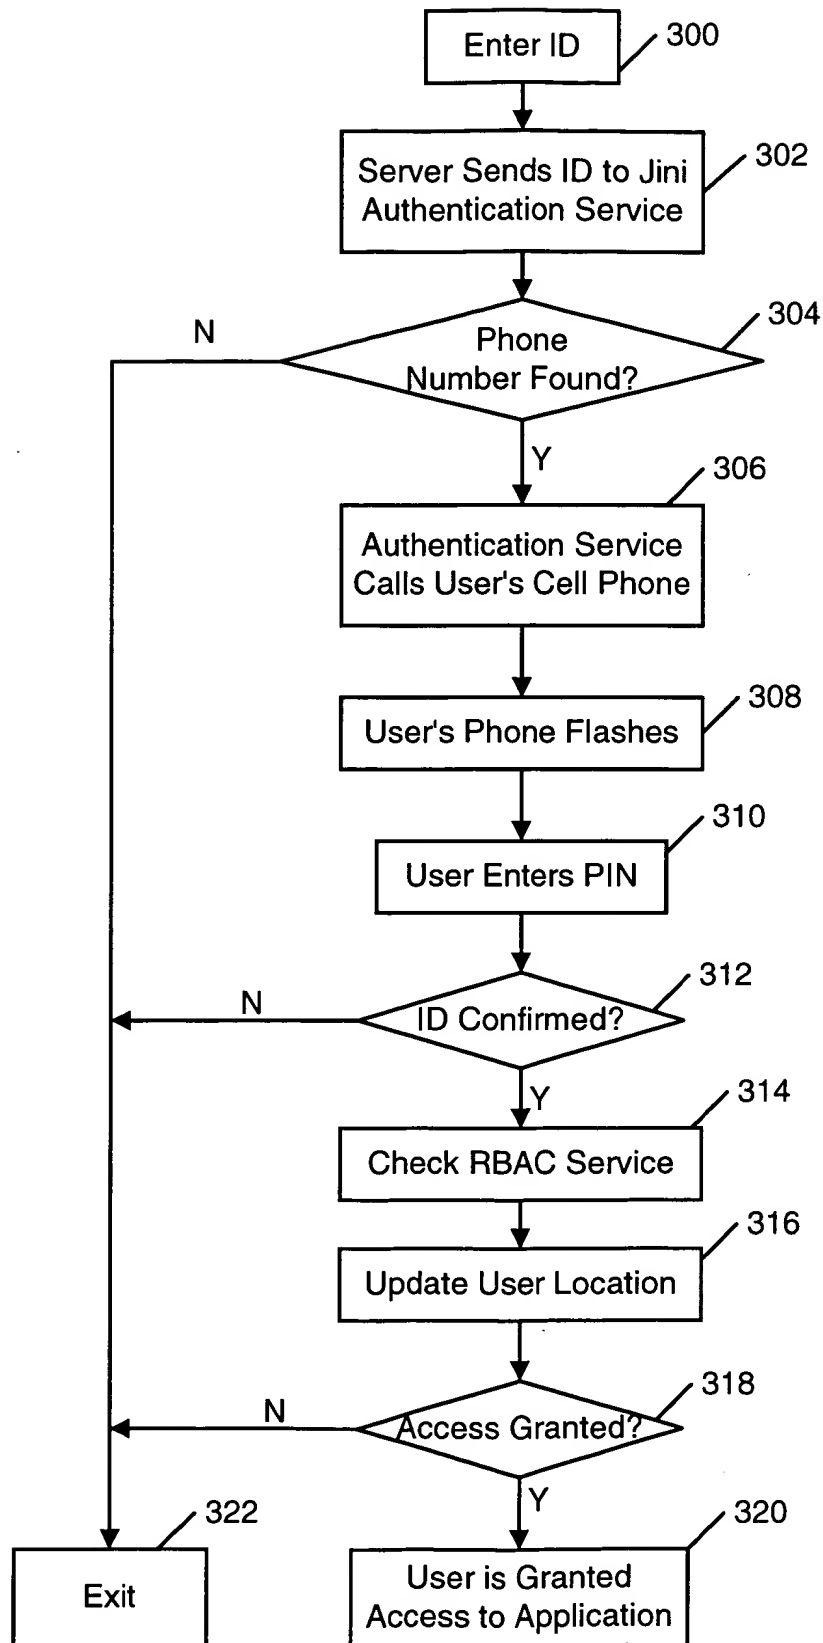 Enter ID
300
Server Sends ID to Jini
Authentication Service
302
Phone
Number Found?
304
N
Y
Authentication Service
Calls User's Cell Phone
306
User's Phone Flashes
308
User Enters PIN
310
ID Confirmed?
312
N
Y
Check RBAC Service
314
Update User Location
316
Access Granted?
318
N
Y
Exit
322
User is Granted
Access to Application
320